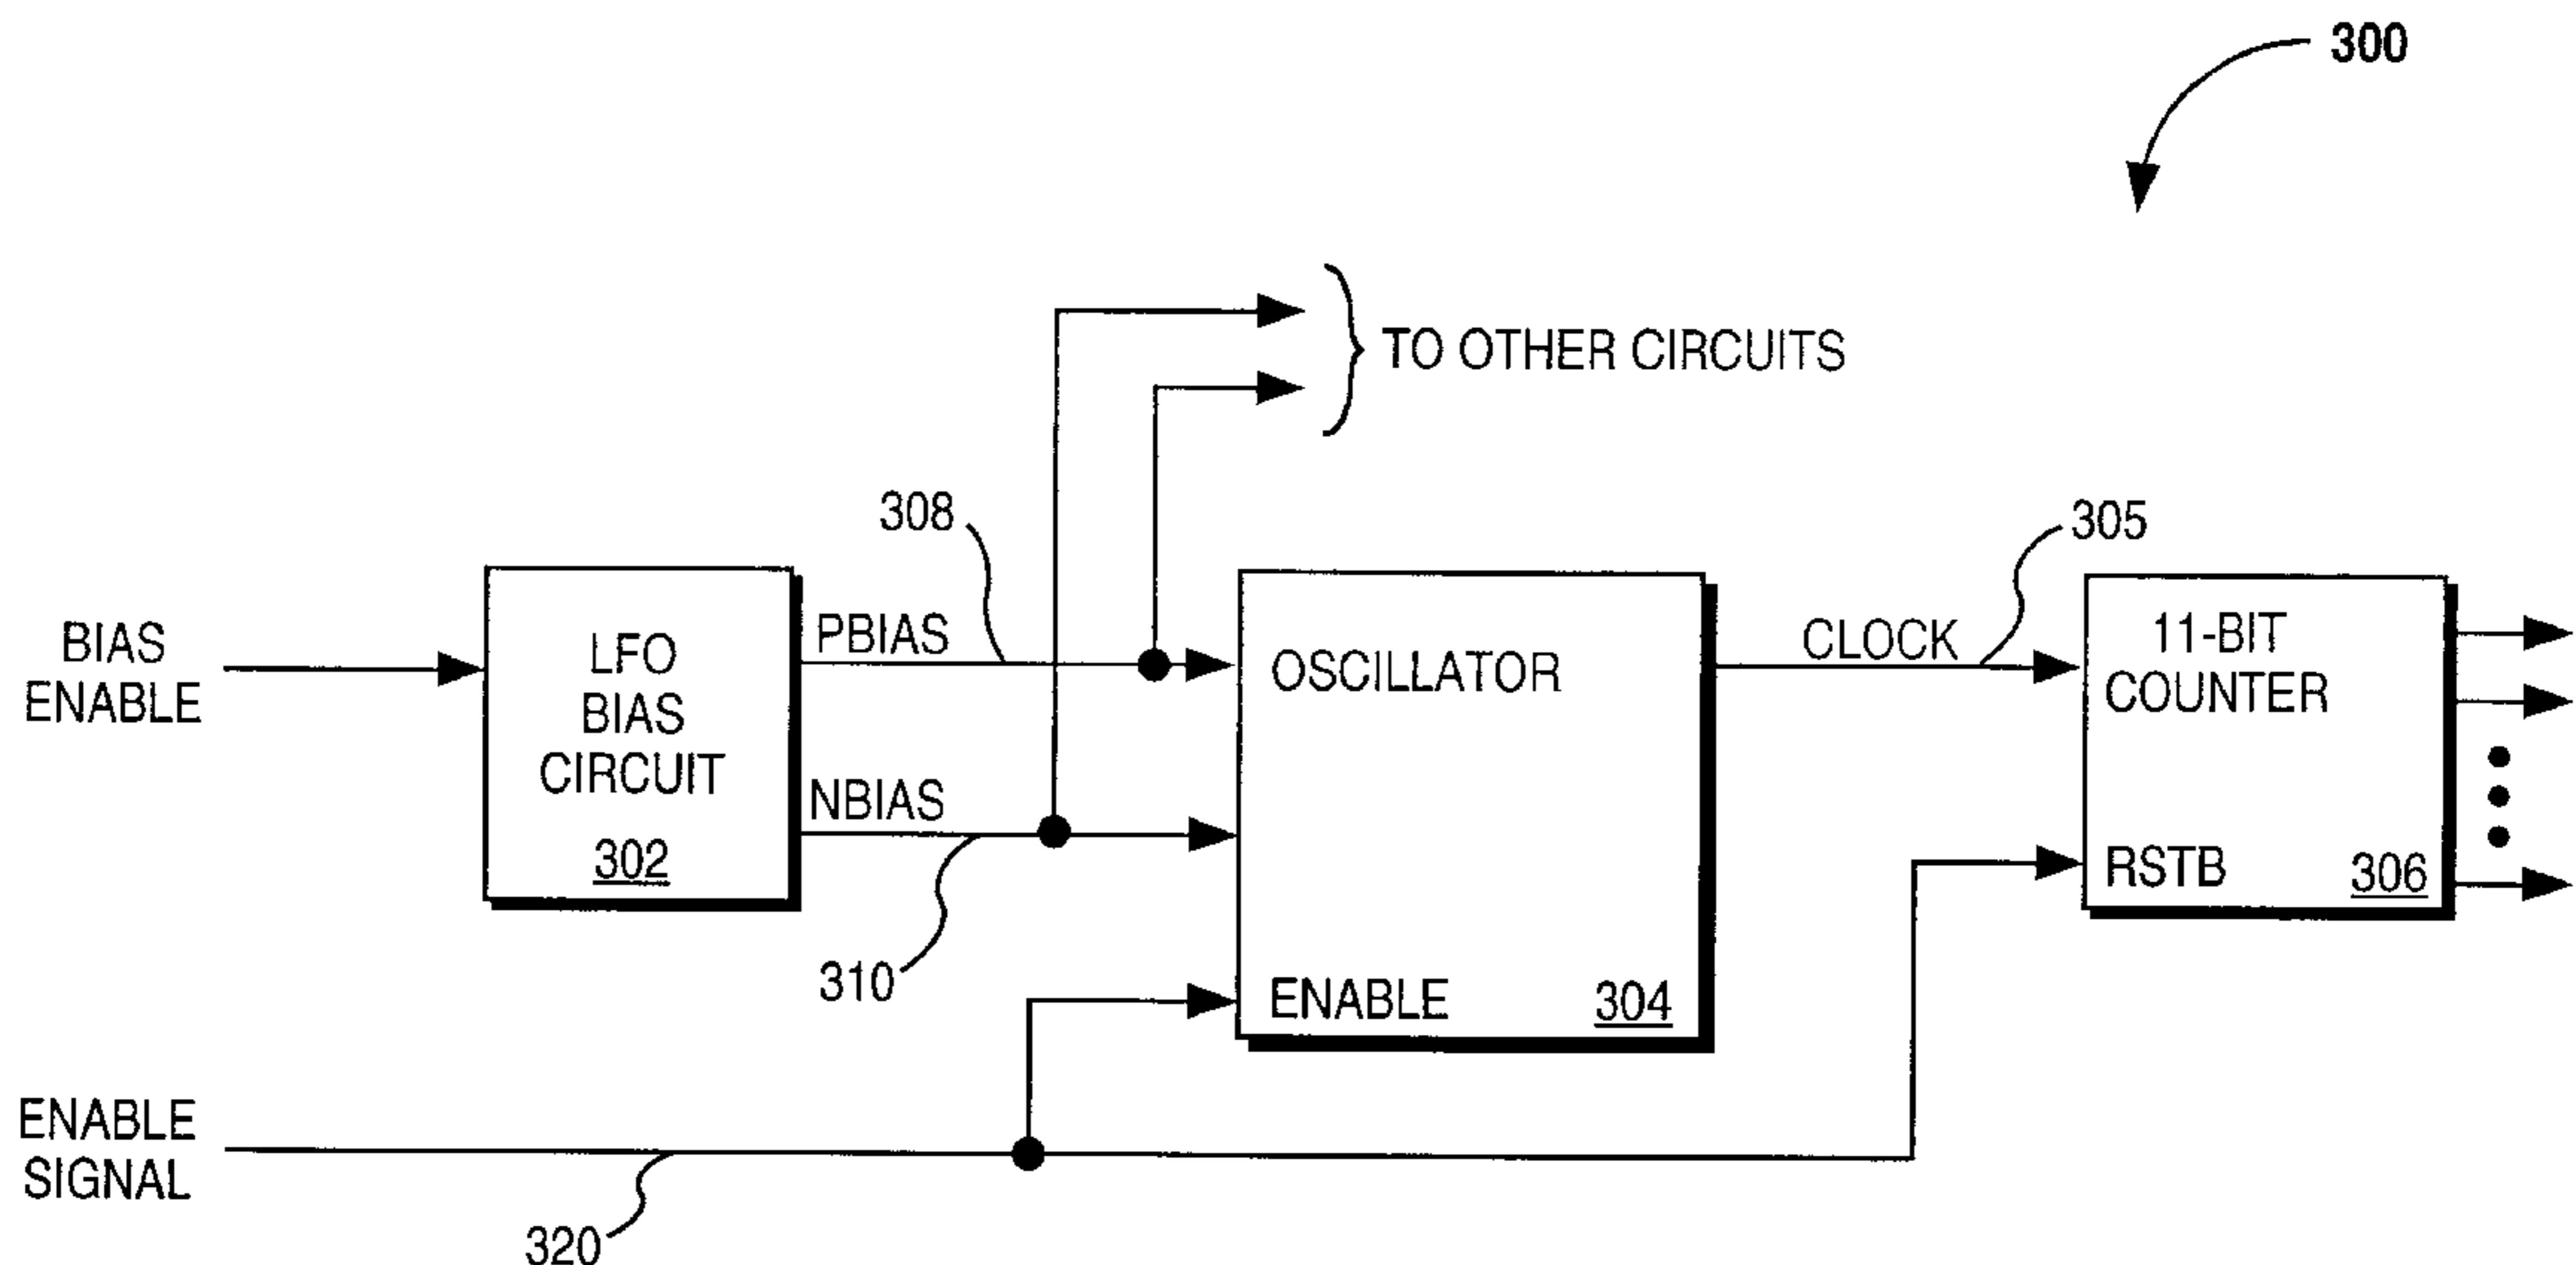 300
TO OTHER CIRCUITS
308
305
BIAS
ENABLE
LFO
BIAS
CIRCUIT
302
PBIAS
NBIAS
310
OSCILLATOR
ENABLE
304
CLOCK
11-BIT
COUNTER
RSTB
306
ENABLE
SIGNAL
320